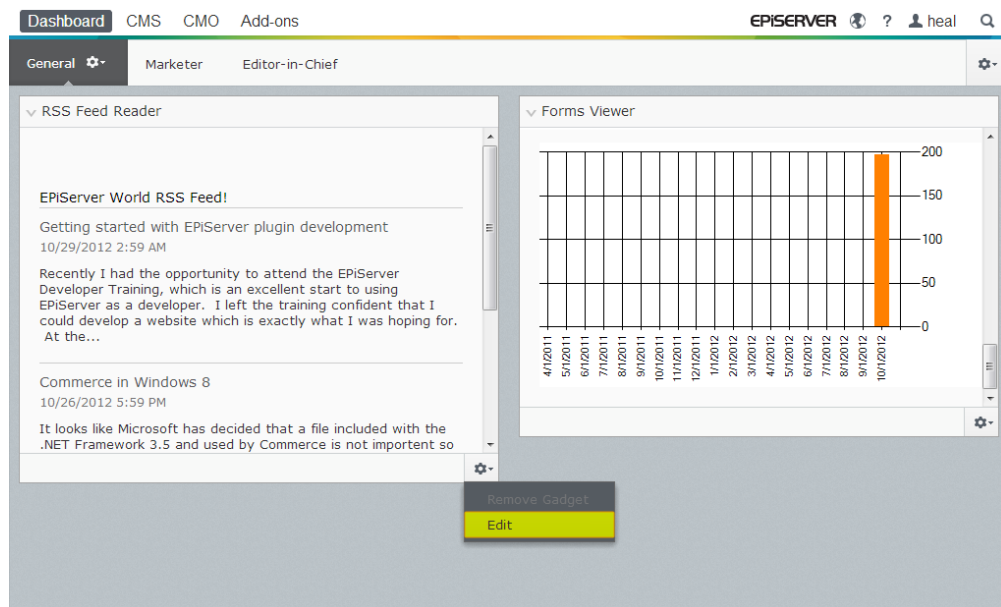 Dashboard CMS CMO Add-ons EPiSERVER ? heal
General Marketer Editor-in-Chief
RSS Feed Reader
EPiServer World RSS Feed!
Getting started with EPiServer plugin development
10/29/2012 2:59 AM
Recently I had the opportunity to attend the EPiServer
Developer Training, which is an excellent start to using
EPiServer as a developer. I left the training confident that I
could develop a website which is exactly what I was hoping for.
At the...
Commerce in Windows 8
10/26/2012 5:59 PM
It looks like Microsoft has decided that a file included with the
.NET Framework 3.5 and used by Commerce is not importent so
Remove Gadget
Edit
Forms Viewer
200
150
100
50
0
4/1/2011
5/1/2011
6/1/2011
7/1/2011
8/1/2011
9/1/2011
10/1/2011
11/1/2011
12/1/2011
1/1/2012
2/1/2012
3/1/2012
4/1/2012
5/1/2012
6/1/2012
7/1/2012
8/1/2012
9/1/2012
10/1/2012